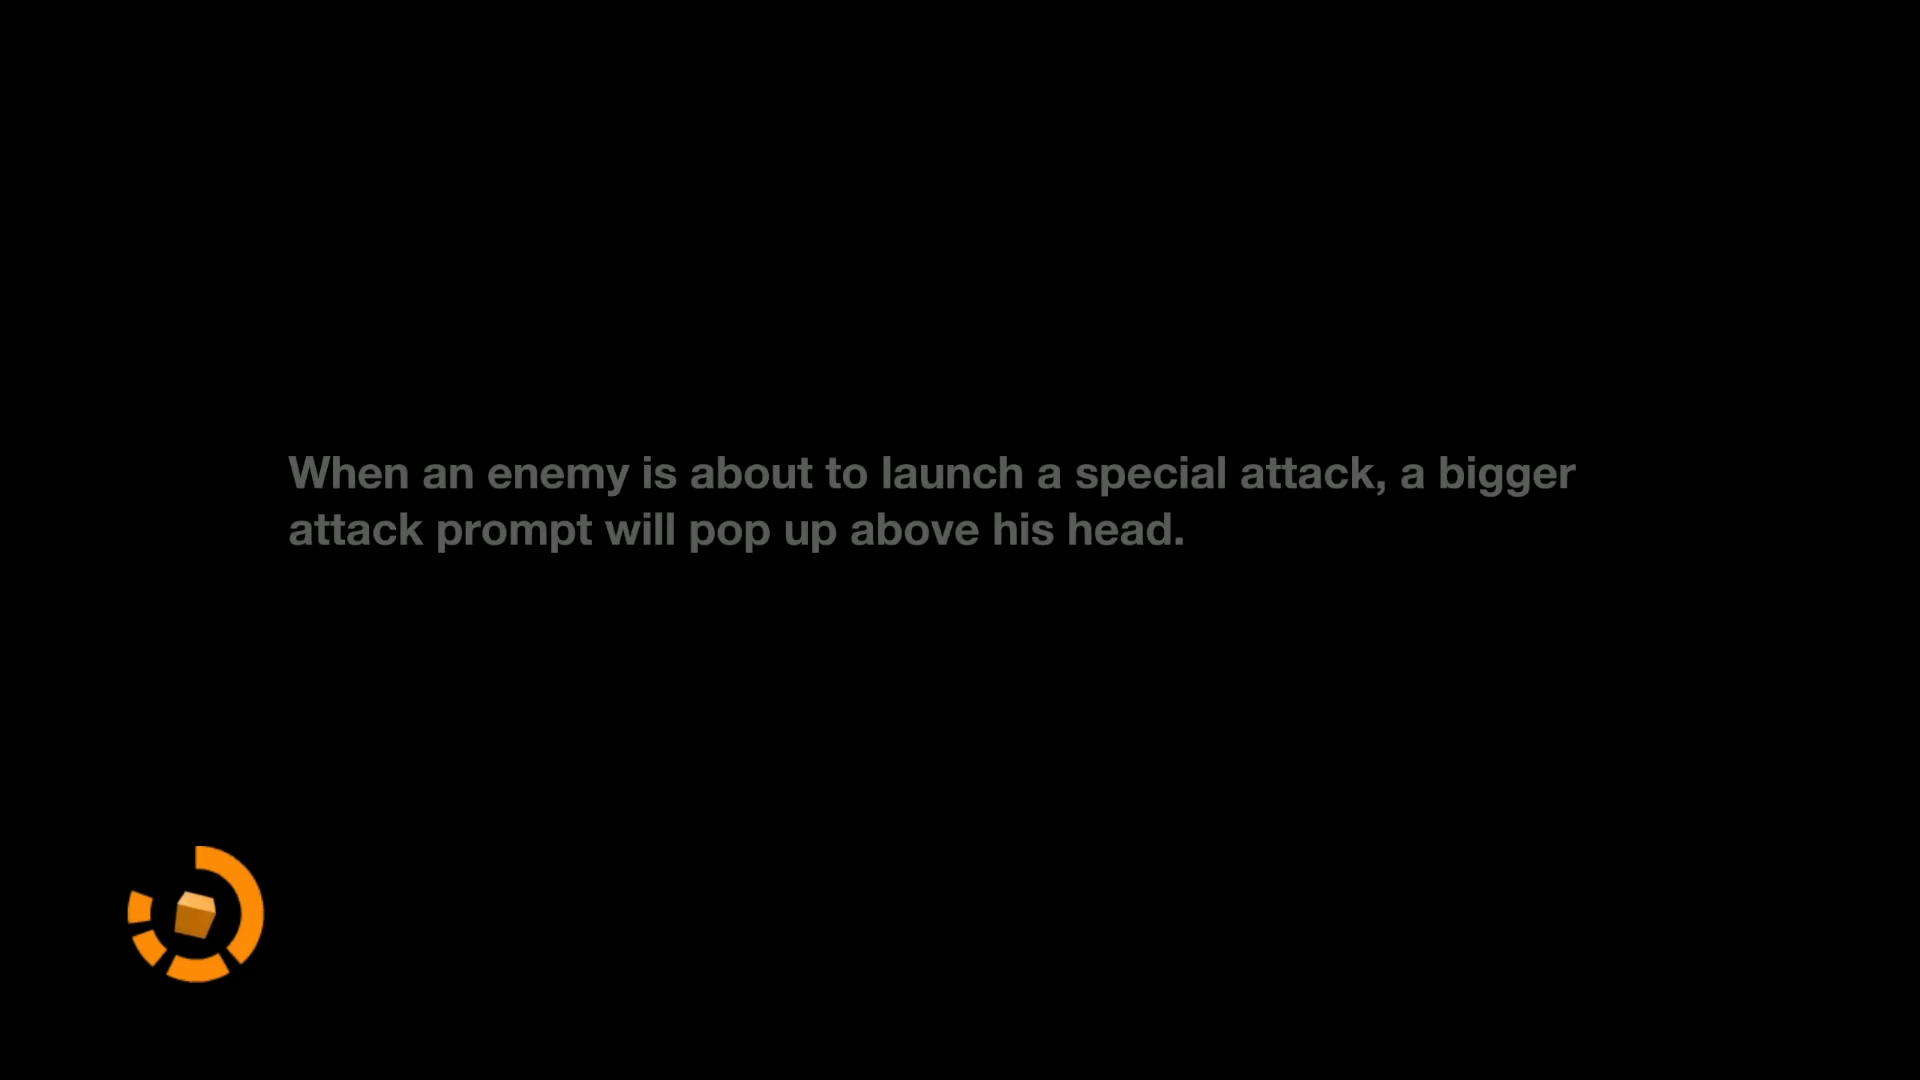 When an enemy is about to launch a special attack, a bigger
attack prompt will pop up above his head.